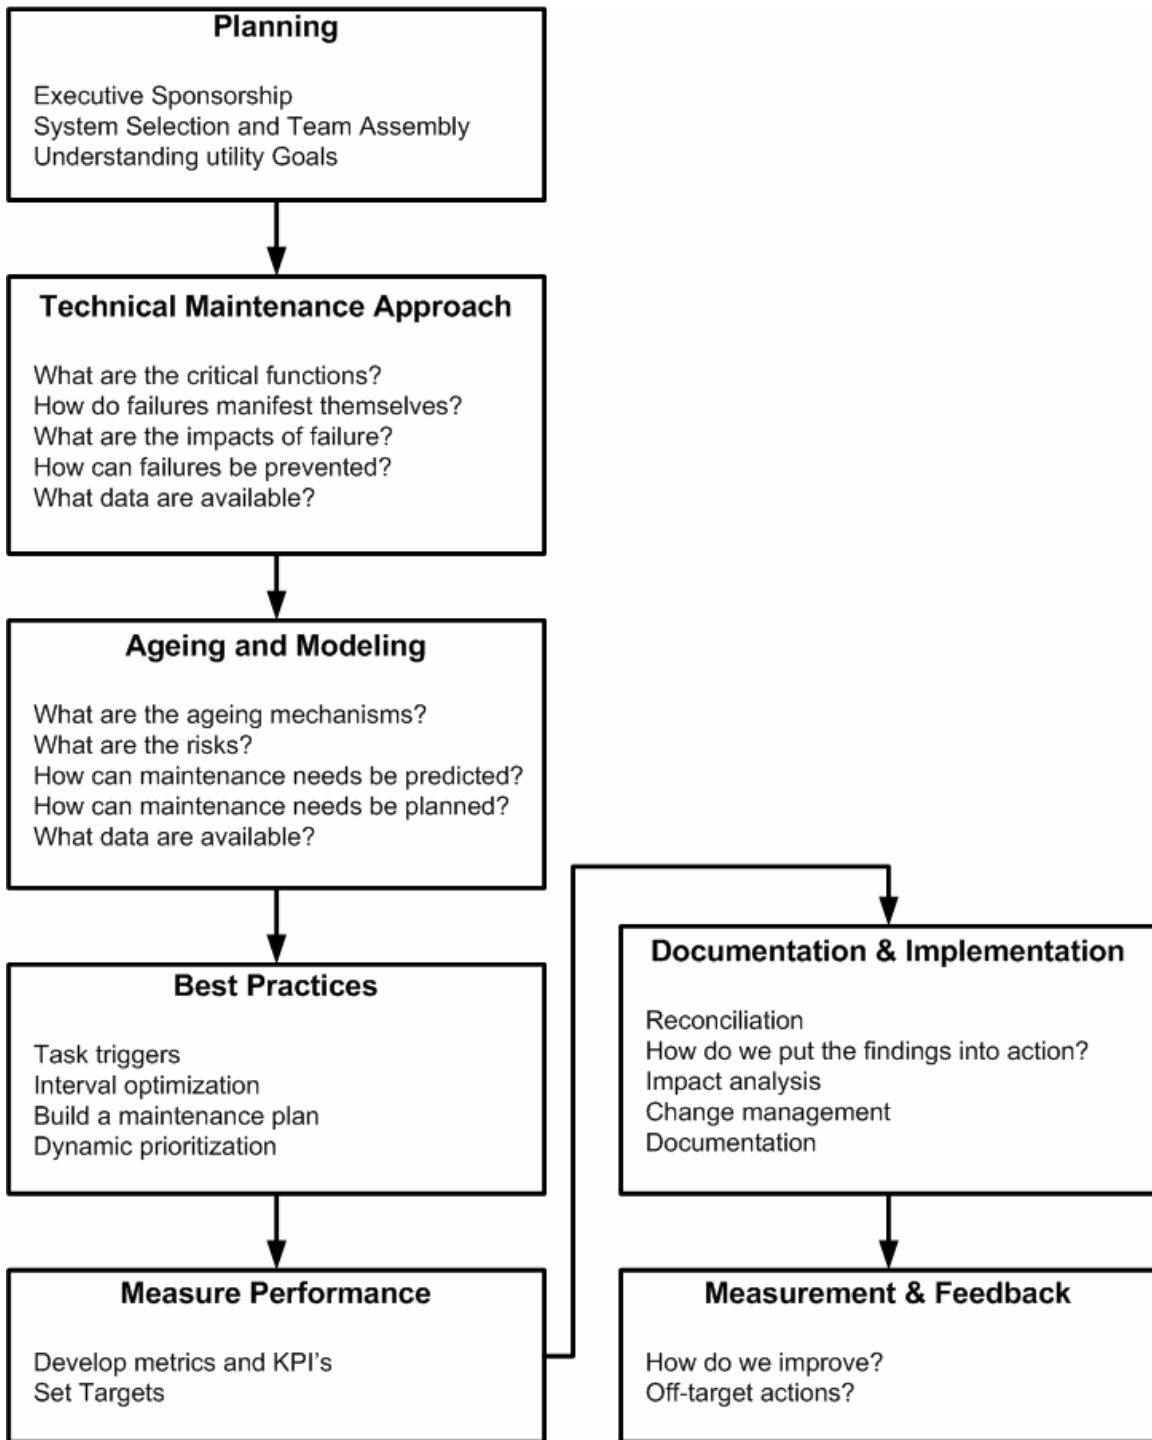 Planning
Executive Sponsorship
System Selection and Team Assembly
Understanding utility Goals
Technical Maintenance Approach
What are the critical functions?
How do failures manifest themselves?
What are the impacts of failure?
How can failures be prevented?
What data are available?
Ageing and Modeling
What are the ageing mechanisms?
What are the risks?
How can maintenance needs be predicted?
How can maintenance needs be planned?
What data are available?
Best Practices
Task triggers
Interval optimization
Build a maintenance plan
Dynamic prioritization
Measure Performance
Develop metrics and KPI's
Set Targets
Documentation & Implementation
Reconciliation
How do we put the findings into action?
Impact analysis
Change management
Documentation
Measurement & Feedback
How do we improve?
Off-target actions?